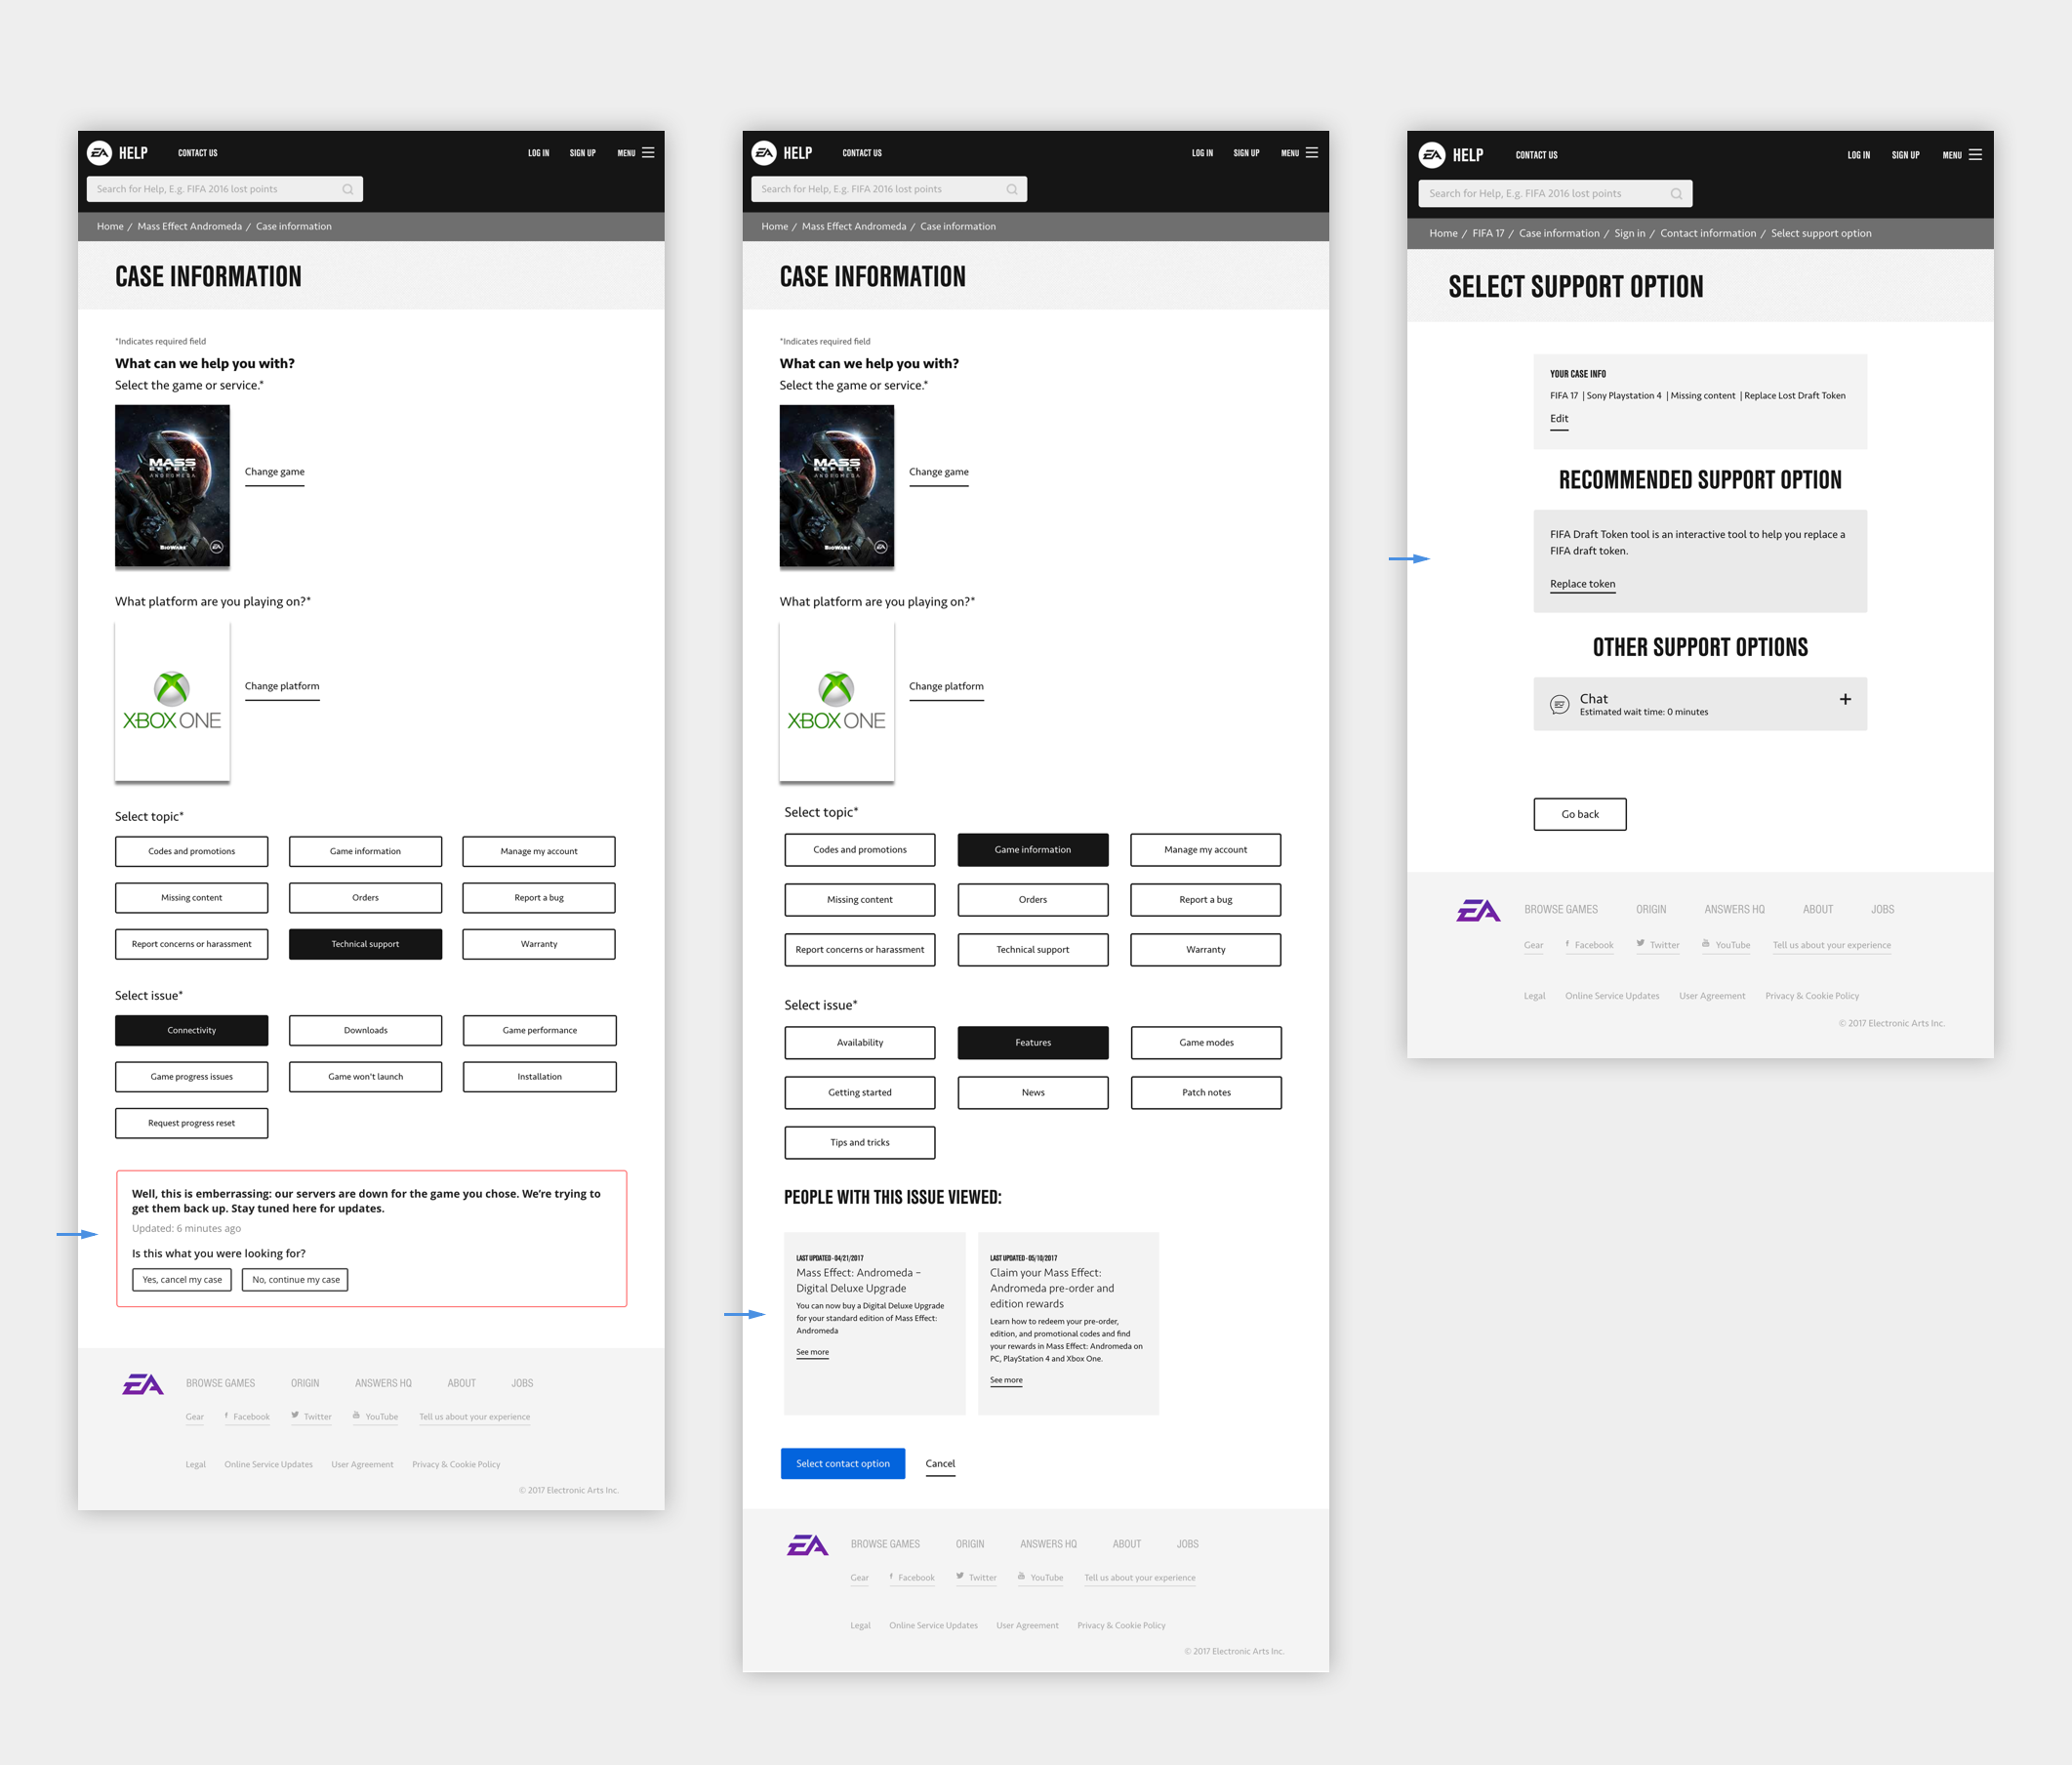 EA HELP CONTACT US LOG IN SIGN UP MENU
Search for Help, E.g. FIFA 2016 lost points
Home / Mass Effect Andromeda / Case information
CASE INFORMATION
*Indicates required field
What can we help you with?
Select the game or service.*
MASS
EFFECT
ANDROMEDA
BIOWARE EA
Change game
What platform are you playing on?*
XBOX ONE
Change platform
Select topic*
Codes and promotions Game information Manage my account
Missing content Orders Report a bug
Report concerns or harassment Technical support Warranty
Select issue*
Connectivity Downloads Game performance
Game progress issues Game won't launch Installation
Request progress reset
Well, this is emberrassing: our servers are down for the game you chose. We're trying to
get them back up. Stay tuned here for updates.
Updated: 6 minutes ago
Is this what you were looking for?
Yes, cancel my case No, continue my case
EA BROWSE GAMES ORIGIN ANSWERS HQ ABOUT JOBS
Gear Facebook Twitter YouTube Tell us about your experience
Legal Online Service Updates User Agreement Privacy & Cookie Policy
© 2017 Electronic Arts Inc.
EA HELP CONTACT US LOG IN SIGN UP MENU
Search for Help, E.g. FIFA 2016 lost points
Home / Mass Effect Andromeda / Case information
CASE INFORMATION
*Indicates required field
What can we help you with?
Select the game or service.*
MASS
EFFECT
ANDROMEDA
BIOWARE EA
Change game
What platform are you playing on?*
XBOX ONE
Change platform
Select topic*
Codes and promotions Game information Manage my account
Missing content Orders Report a bug
Report concerns or harassment Technical support Warranty
Select issue*
Availability Features Game modes
Getting started News Patch notes
Tips and tricks
PEOPLE WITH THIS ISSUE VIEWED:
LAST UPDATED - 04/21/2017
Mass Effect: Andromeda –
Digital Deluxe Upgrade
You can now buy a Digital Deluxe Upgrade
for your standard edition of Mass Effect:
Andromeda
See more
LAST UPDATED - 05/10/2017
Claim your Mass Effect:
Andromeda pre-order and
edition rewards
Learn how to redeem your pre-order,
edition, and promotional codes and find
your rewards in Mass Effect: Andromeda on
PC, PlayStation 4 and Xbox One.
See more
Select contact option Cancel
EA BROWSE GAMES ORIGIN ANSWERS HQ ABOUT JOBS
Gear Facebook Twitter YouTube Tell us about your experience
Legal Online Service Updates User Agreement Privacy & Cookie Policy
© 2017 Electronic Arts Inc.
EA HELP CONTACT US LOG IN SIGN UP MENU
Search for Help, E.g. FIFA 2016 lost points
Home / FIFA 17 / Case information / Sign in / Contact information / Select support option
SELECT SUPPORT OPTION
YOUR CASE INFO
FIFA 17 | Sony Playstation 4 | Missing content | Replace Lost Draft Token
Edit
RECOMMENDED SUPPORT OPTION
FIFA Draft Token tool is an interactive tool to help you replace a
FIFA draft token.
Replace token
OTHER SUPPORT OPTIONS
Chat +
Estimated wait time: 0 minutes
Go back
EA BROWSE GAMES ORIGIN ANSWERS HQ ABOUT JOBS
Gear Facebook Twitter YouTube Tell us about your experience
Legal Online Service Updates User Agreement Privacy & Cookie Policy
© 2017 Electronic Arts Inc.